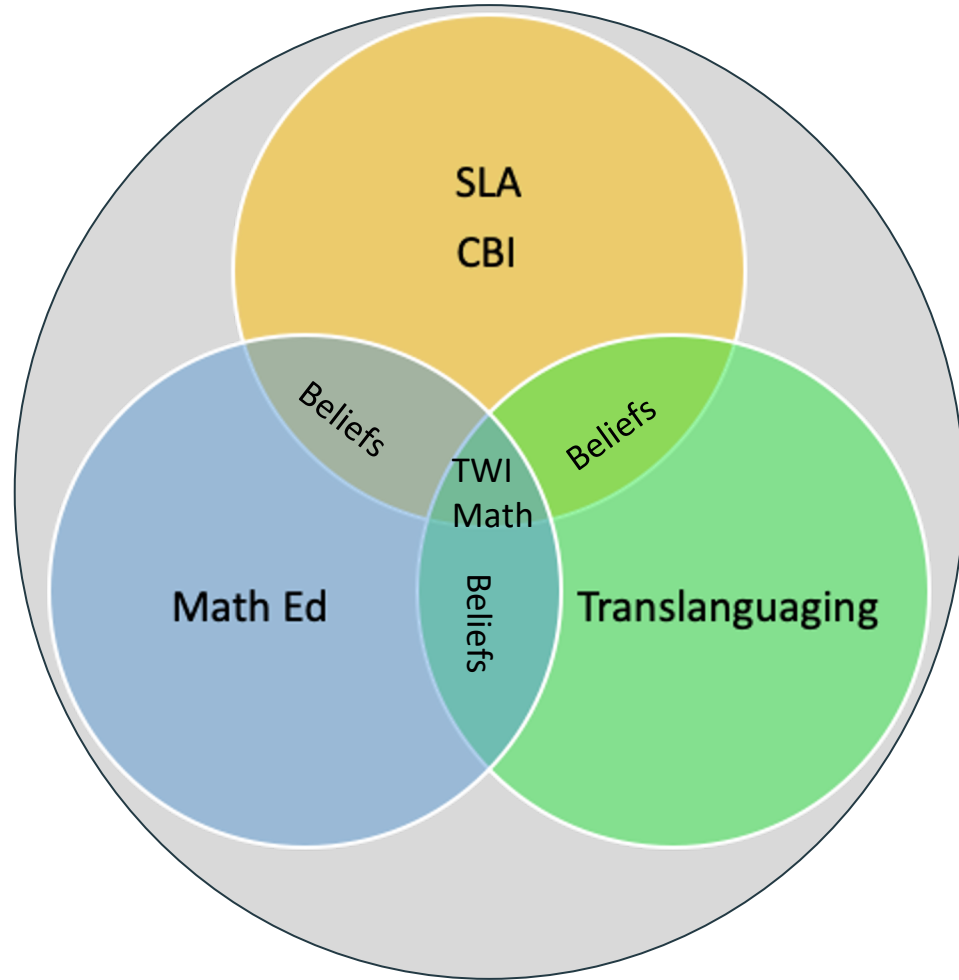 SLA
CBI
Beliefs
Beliefs
TWI
Math
Beliefs
Math Ed
Translanguaging